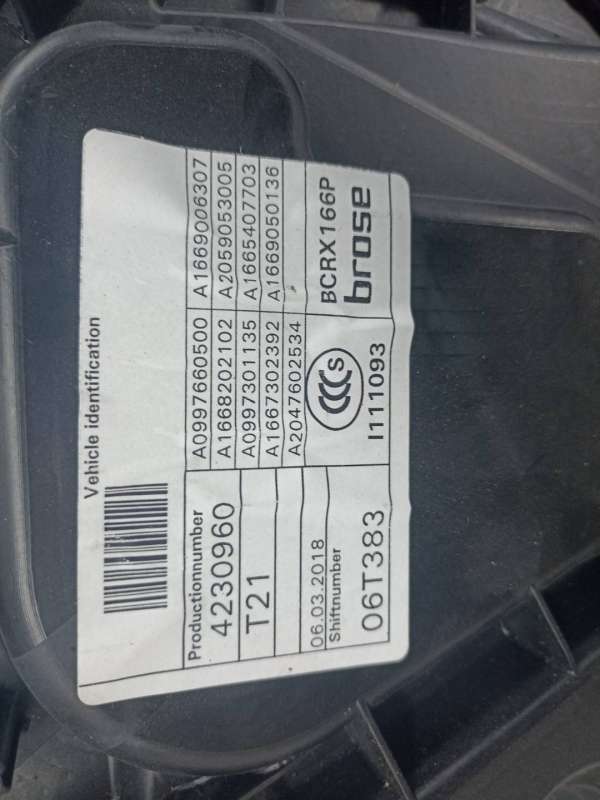 Vehicle identification
Productionnumber
4230960
T21
06.03.2018
Shiftnumber
06T383
A0997660500 A1669006307
A1668202102 A2059053005
A0997301135 A1665407703
A1667302392 A1669050136
A2047602534
CCC S
I111093
BCRX166P
brose